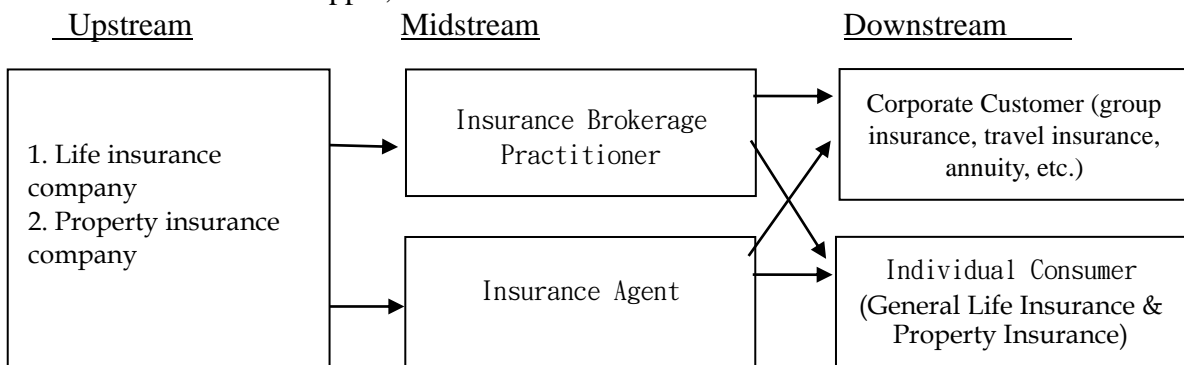 Upstream Midstream Downstream
1. Life insurance
company
2. Property insurance
company
Insurance Brokerage
Practitioner
Insurance Agent
Corporate Customer (group
insurance, travel insurance,
annuity, etc.)
Individual Consumer
(General Life Insurance &
Property Insurance)